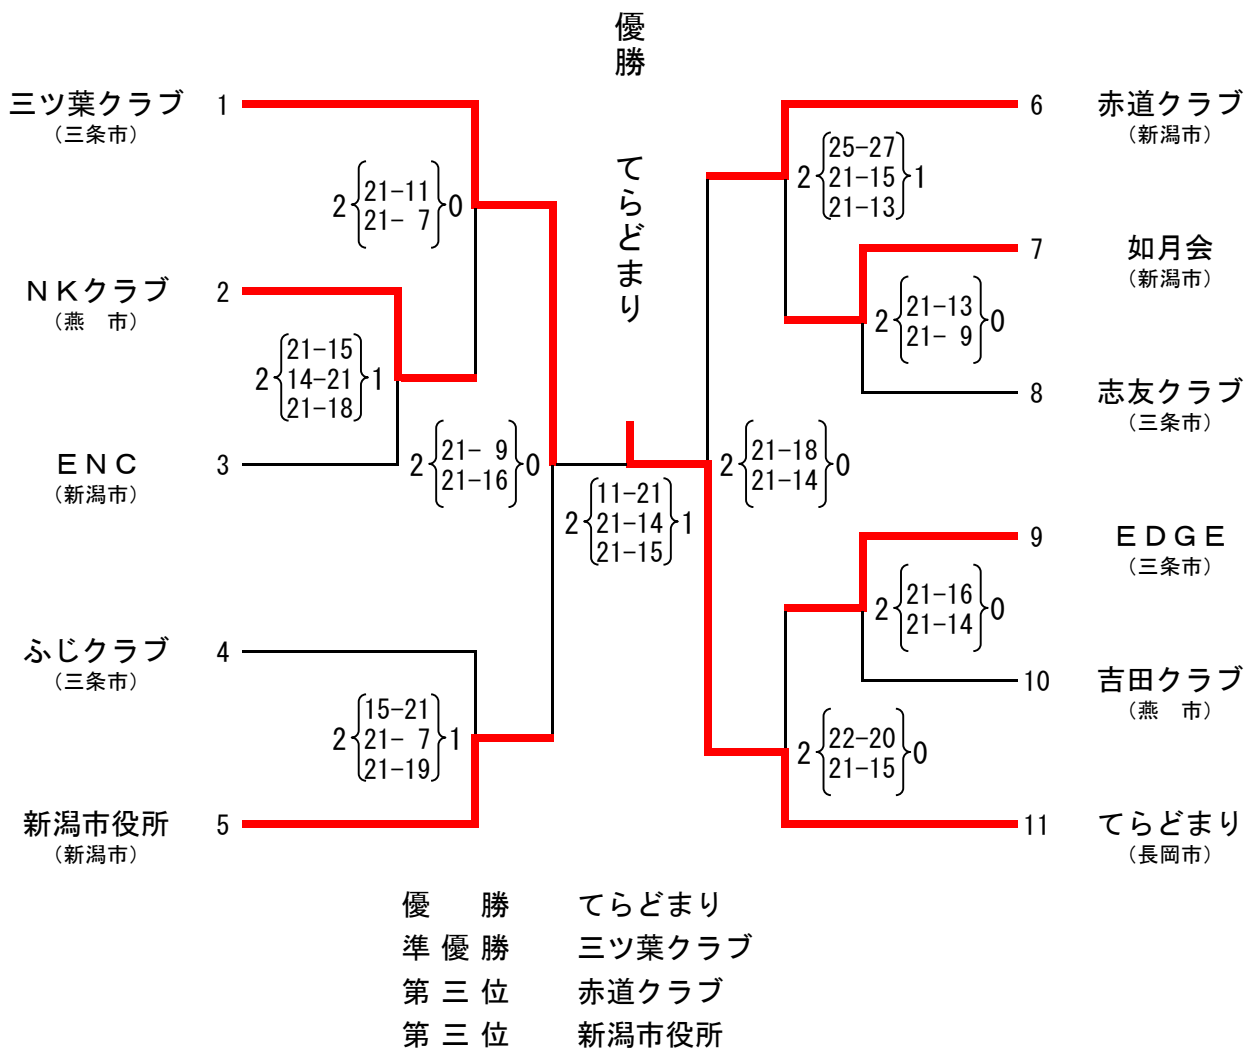 優勝
てらどまり
三ツ葉クラブ 1
（三条市）
2 21-11 0
21- 7
ＮＫクラブ 2
（燕　市）
21-15
2 14-21 1
21-18
ＥＮＣ 3
（新潟市）
2 21- 9 0
21-16
ふじクラブ 4
（三条市）
15-21
2 21- 7 1
21-19
新潟市役所 5
（新潟市）
11-21
2 21-14 1
21-15
6 赤道クラブ
（新潟市）
25-27
2 21-15 1
21-13
7 如月会
（新潟市）
2 21-13 0
21- 9
8 志友クラブ
（三条市）
2 21-18 0
21-14
9 ＥＤＧＥ
（三条市）
2 21-16 0
21-14
10 吉田クラブ
（燕　市）
2 22-20 0
21-15
11 てらどまり
（長岡市）
優　勝　てらどまり
準優勝　三ツ葉クラブ
第三位　赤道クラブ
第三位　新潟市役所